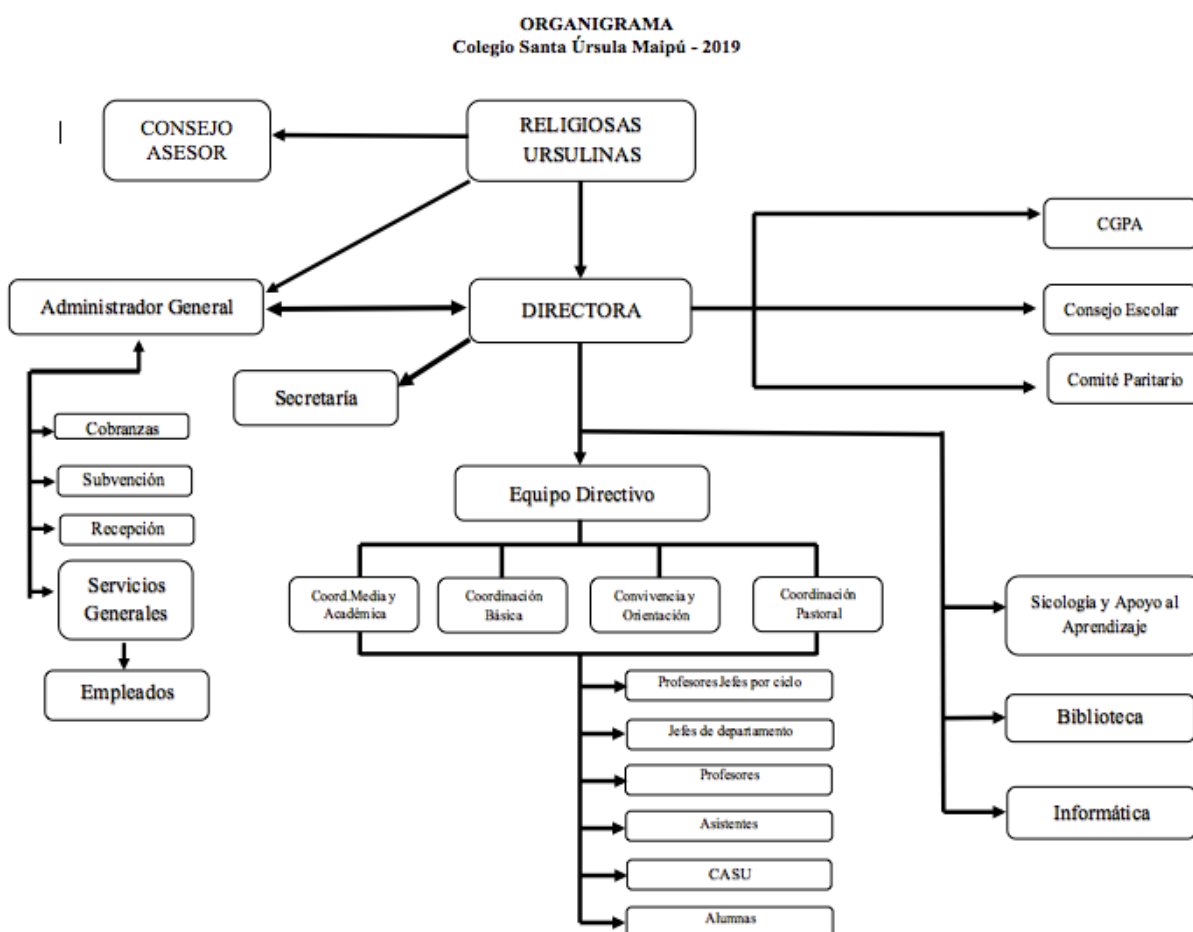 ORGANIGRAMA
Colegio Santa Úrsula Maipú - 2019
CONSEJO
ASESOR
RELIGIOSAS
URSULINAS
CGPA
Administrador General
DIRECTORA
Consejo Escolar
Comité Paritario
Secretaría
Cobranzas
Subvención
Recepción
Servicios
Generales
Empleados
Equipo Directivo
Coord.Media y
Académica
Coordinación
Básica
Convivencia y
Orientación
Coordinación
Pastoral
Sicología y Apoyo al
Aprendizaje
Biblioteca
Informática
Profesores Jefes por ciclo
Jefes de departamento
Profesores
Asistentes
CASU
Alumnas